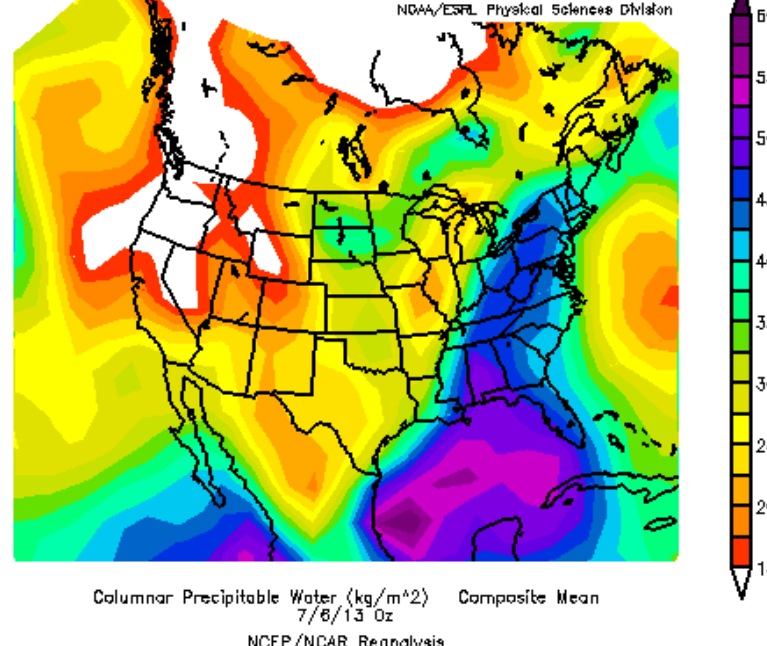 NOAA/ESRL Physical Sciences Division
Columnar Precipitable Water (kg/m^2) Composite Mean
7/6/13 0z
NCEP/NCAR Reanalysis